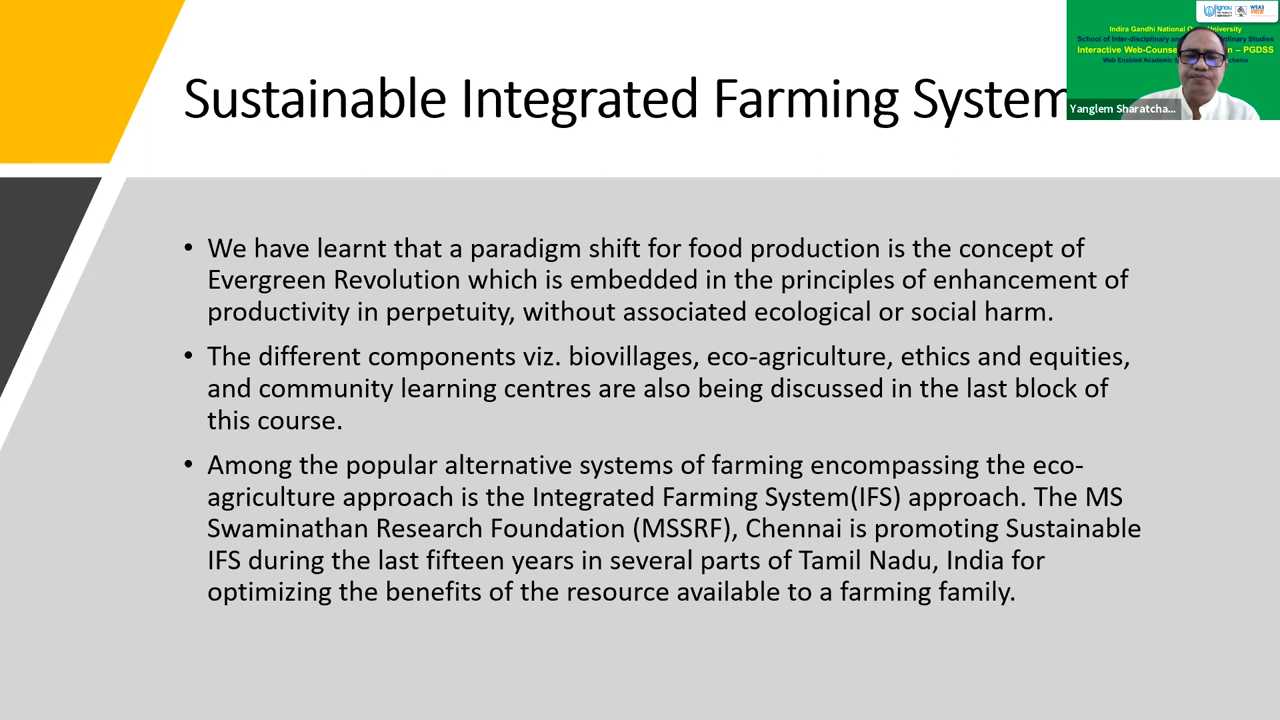 Sustainable Integrated Farming System
• We have learnt that a paradigm shift for food production is the concept of
Evergreen Revolution which is embedded in the principles of enhancement of
productivity in perpetuity, without associated ecological or social harm.
• The different components viz. biovillages, eco-agriculture, ethics and equities,
and community learning centres are also being discussed in the last block of
this course.
• Among the popular alternative systems of farming encompassing the eco-
agriculture approach is the Integrated Farming System(IFS) approach. The MS
Swaminathan Research Foundation (MSSRF), Chennai is promoting Sustainable
IFS during the last fifteen years in several parts of Tamil Nadu, India for
optimizing the benefits of the resource available to a farming family.
ignou
WEAS
Indira Gandhi National O University
School of Inter-disciplinary and Studies
Interactive Web-Couns – PGDSS
Web Enabled Academic
Yanglem Sharatcha...